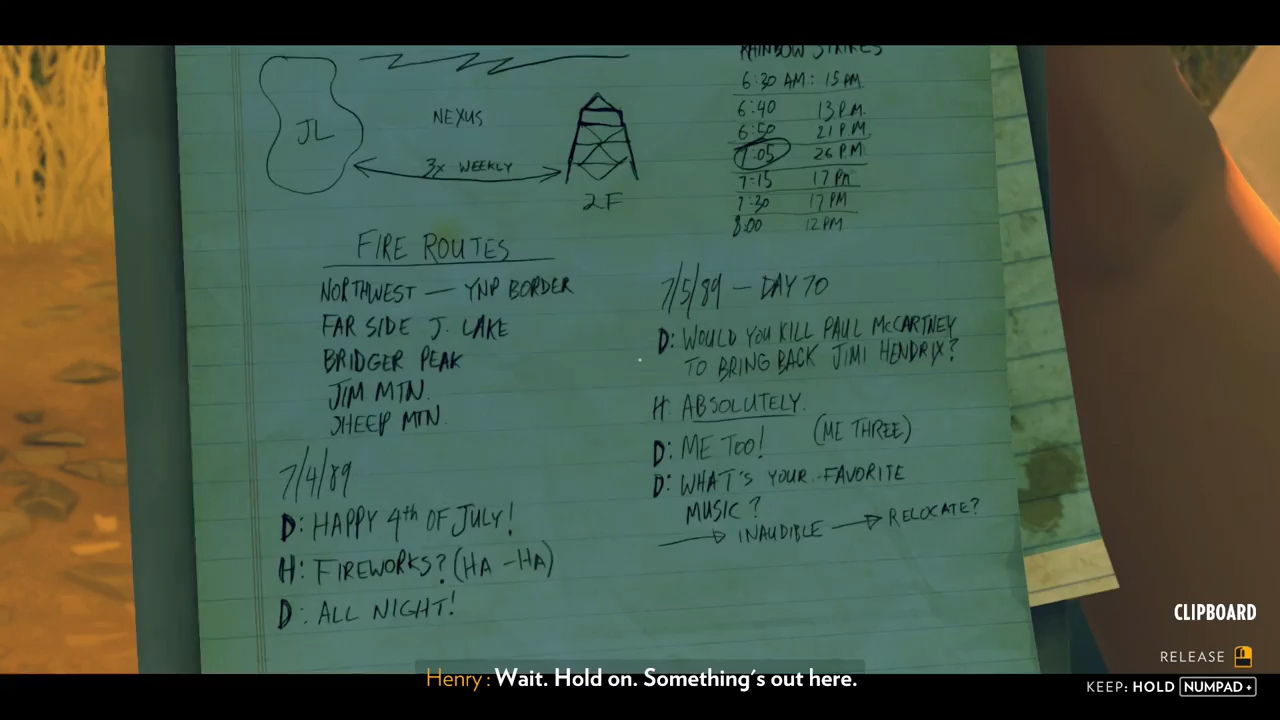 JL
NEXUS
3X WEEKLY
2F
FIRE ROUTES
NORTHWEST — YNP BORDER
FAR SIDE J. LAKE
BRIDGER PEAK
JIM MTN.
SHEEP MTN.
7/4/89
D: HAPPY 4th OF JULY!
H: FIREWORKS? (HA-HA)
D: ALL NIGHT!
RAINBOW STRIKES
6:30 AM: 15 PM
6:40 13 P.M.
6:50 21 P M,
7:05 26 P.M
7:15 17 PM
7:30 17 PM
8:00 12 PM
7/5/89 — DAY 70
D: WOULD YOU KILL PAUL McCARTNEY
TO BRING BACK JIMI HENDRIX?
H: ABSOLUTELY.
D: ME TOO! (ME THREE)
D: WHAT'S YOUR FAVORITE
MUSIC?
→ INAUDIBLE → RELOCATE?
CLIPBOARD
RELEASE
KEEP: HOLD NUMPAD +
Henry : Wait. Hold on. Something's out here.